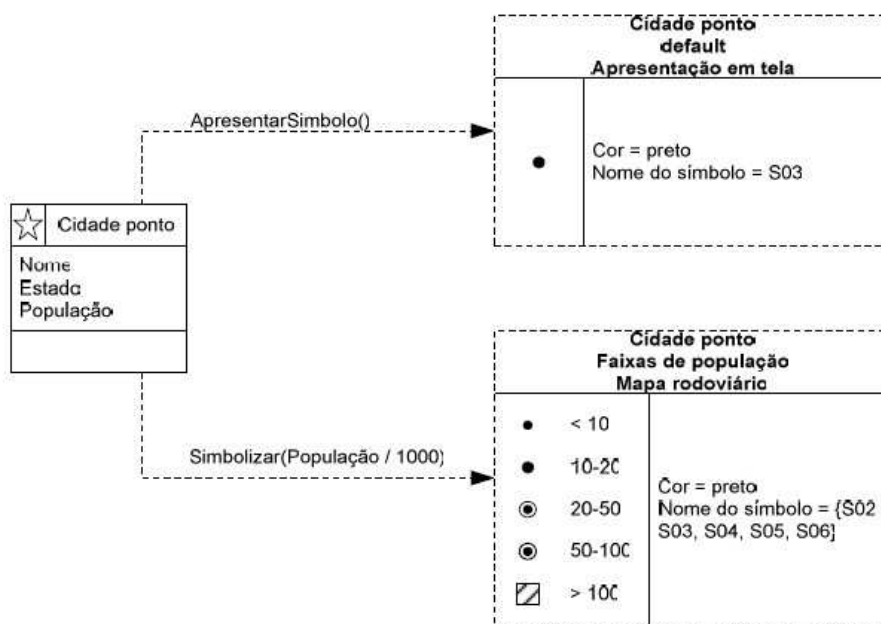 Cidade ponto
default
Apresentação em tela
ApresentarSimbolo()
Cor = preto
Nome do símbolo = S03
Cidade ponto
Nome
Estado
População
Cidade ponto
Faixas de população
Mapa rodoviário
Simbolizar(População / 1000)
< 10
10-20
20-50
50-100
> 100
Cor = preto
Nome do símbolo = {S02
S03, S04, S05, S06]